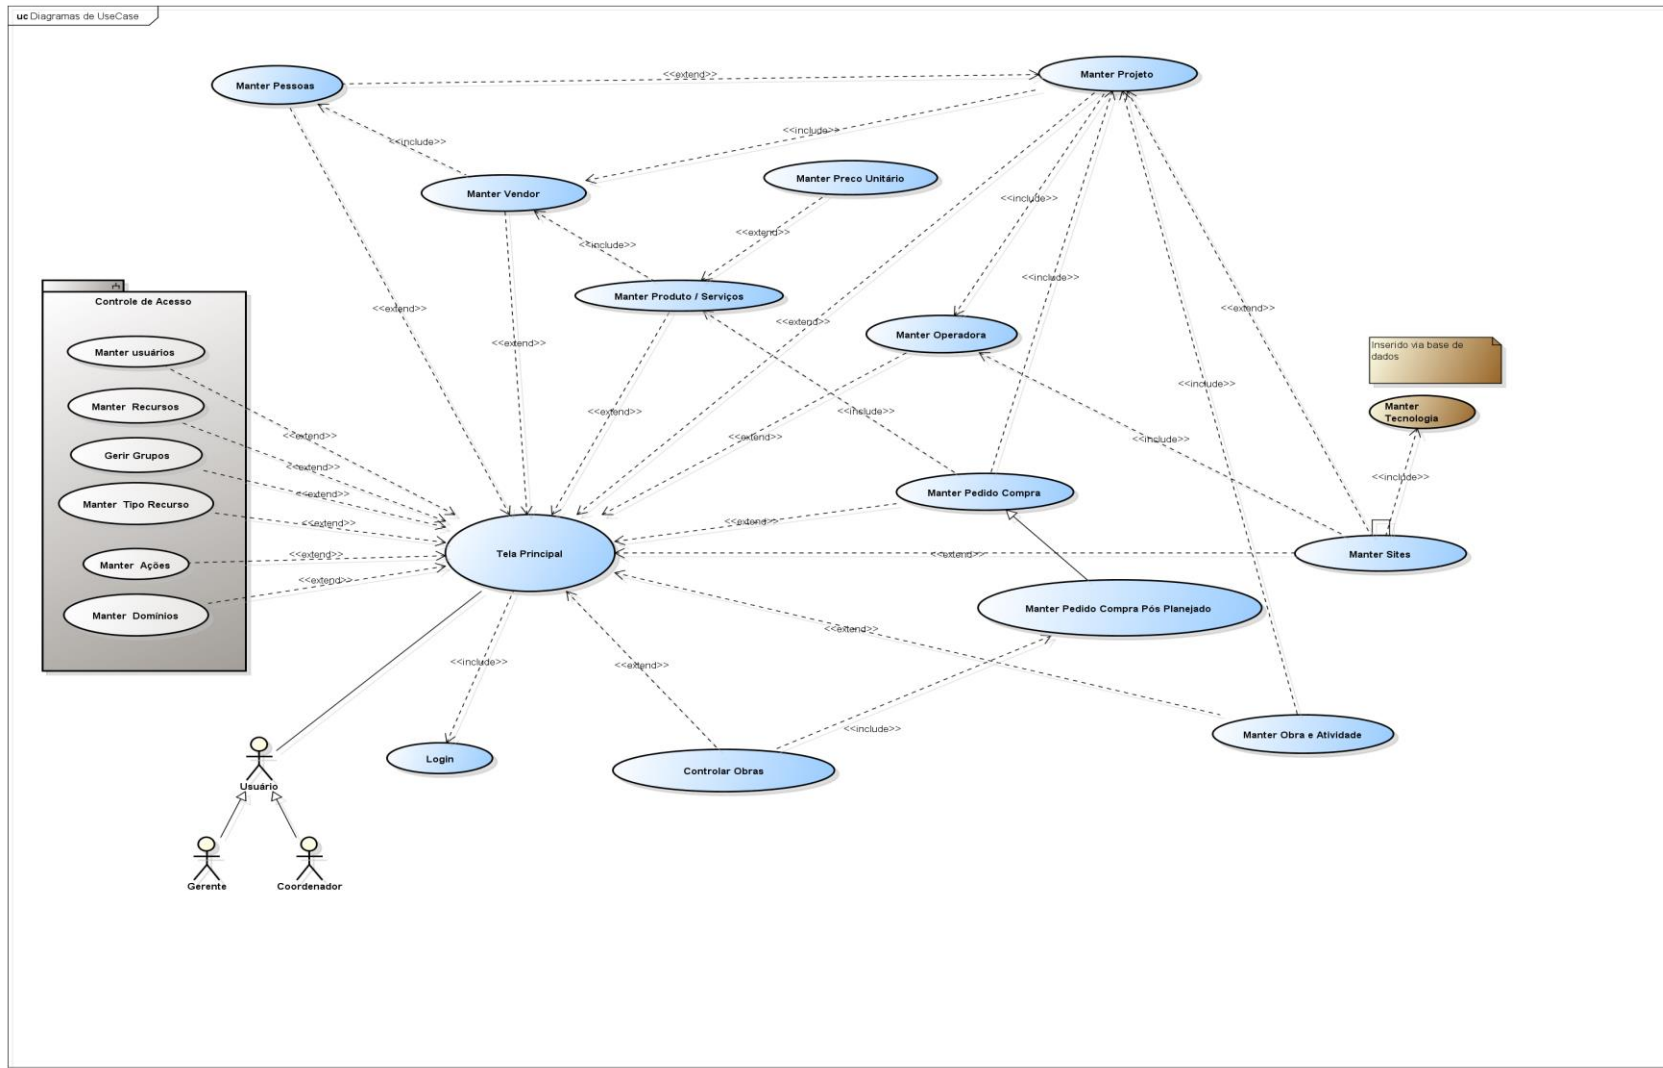 uc Diagramas de UseCase
Manter Pessoas
<<extend>>
Manter Projeto
<<include>>
<<include>>
Manter Vendor
Manter Preco Unitário
<<include>>
<<extend>>
<<include>>
<<include>>
Manter Produto / Serviços
Controle de Acesso
<<extend>>
<<extend>>
<<extend>>
<<extend>>
Manter Operadora
Inserido via base de
dados
Manter usuários
Manter Recursos
Gerir Grupos
Manter Tipo Recurso
Manter Ações
Manter Domínios
<<extend>>
<<extend>>
<<extend>>
<<extend>>
<<extend>>
<<extend>>
<<extend>>
<<extend>>
<<include>>
<<include>>
<<include>>
Manter
Tecnologia
<<include>>
Manter Pedido Compra
<<extend>>
Tela Principal
<<extend>>
Manter Sites
Manter Pedido Compra Pós Planejado
<<extend>>
<<include>>
<<extend>>
<<include>>
Manter Obra e Atividade
Login
Controlar Obras
Usuário
Gerente
Coordenador